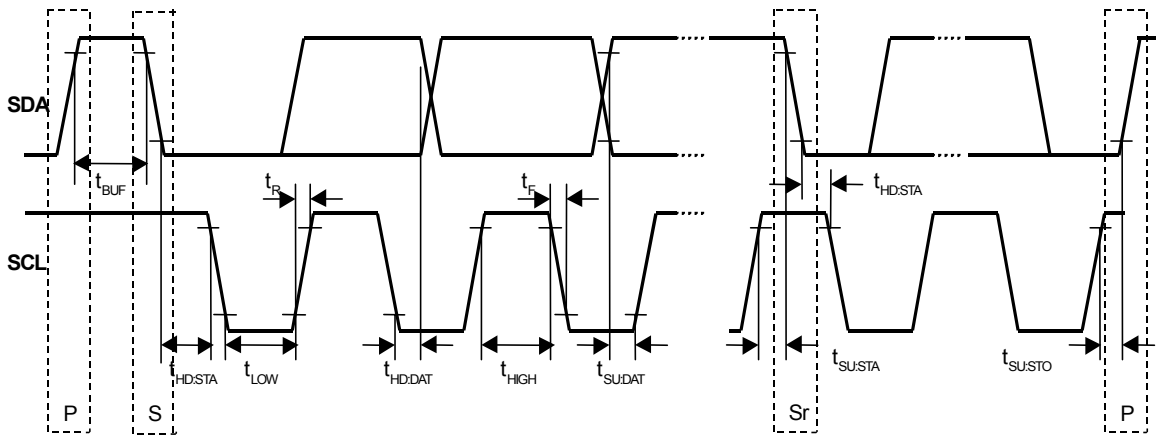 SDA
tBUF
tR
tF
tHD:STA
SCL
tHD:STA
tLOW
tHD:DAT
tHIGH
tSU:DAT
tSU:STA
tSU:STO
P
S
Sr
P